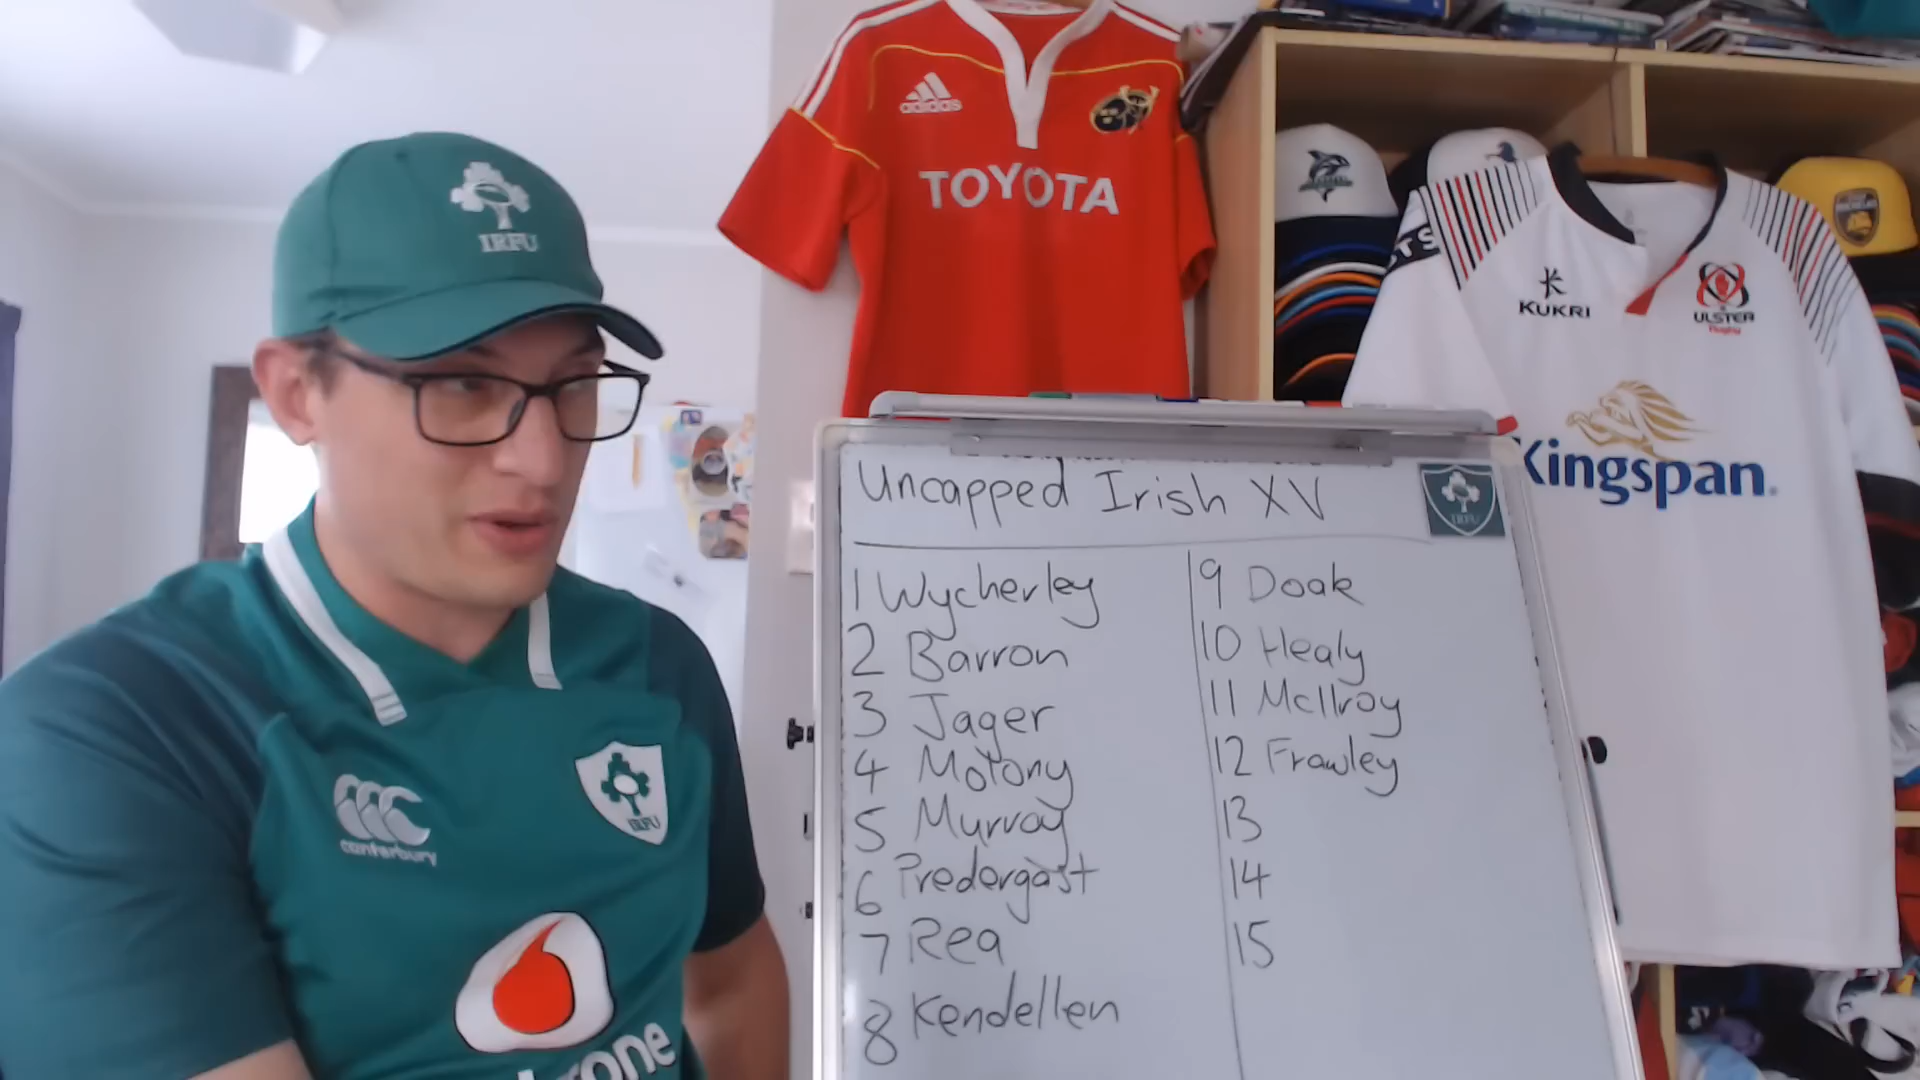 IRFU
adidas
TOYOTA
KUKRI
ULSTER
Rugby
Kingspan.
canterbury
IRFU
IRFU
Uncapped Irish XV
1 Wycherley
2 Barron
3 Jager
4 Molony
5 Murray
6 Predergast
7 Rea
8 Kendellen
9 Doak
10 Healy
11 McIlroy
12 Frawley
13
14
15